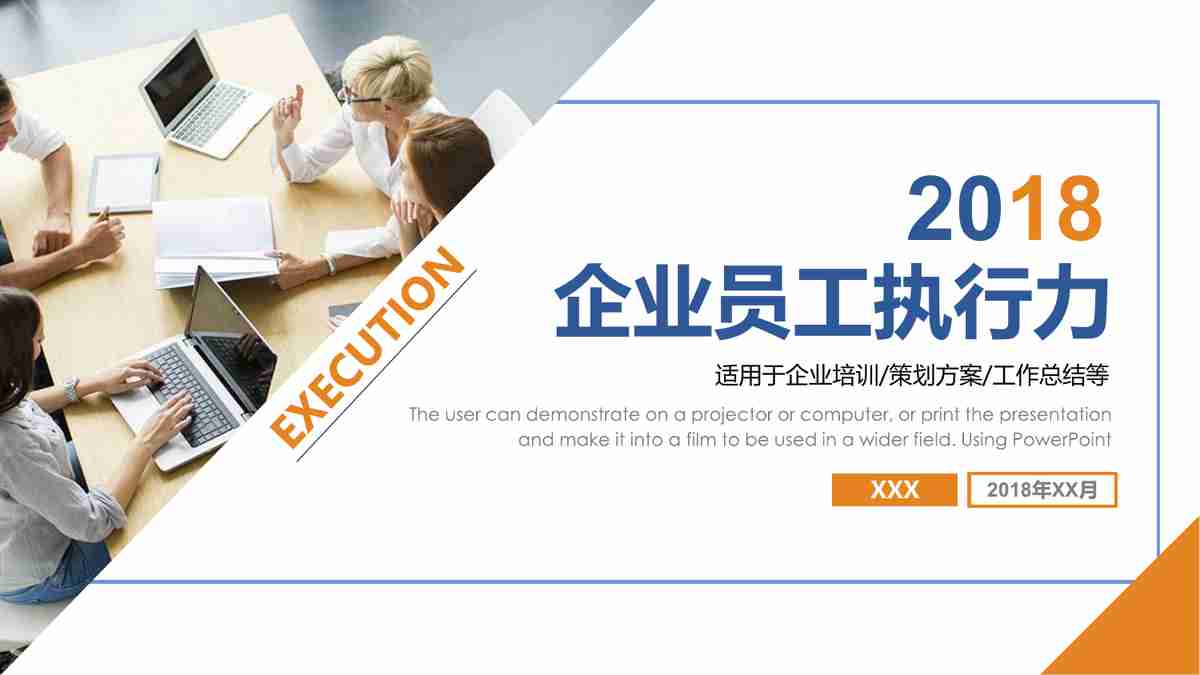 EXECUTION
2018
企业员工执行力
适用于企业培训/策划方案/工作总结等
The user can demonstrate on a projector or computer, or print the presentation
and make it into a film to be used in a wider field. Using PowerPoint
XXX
2018年XX月